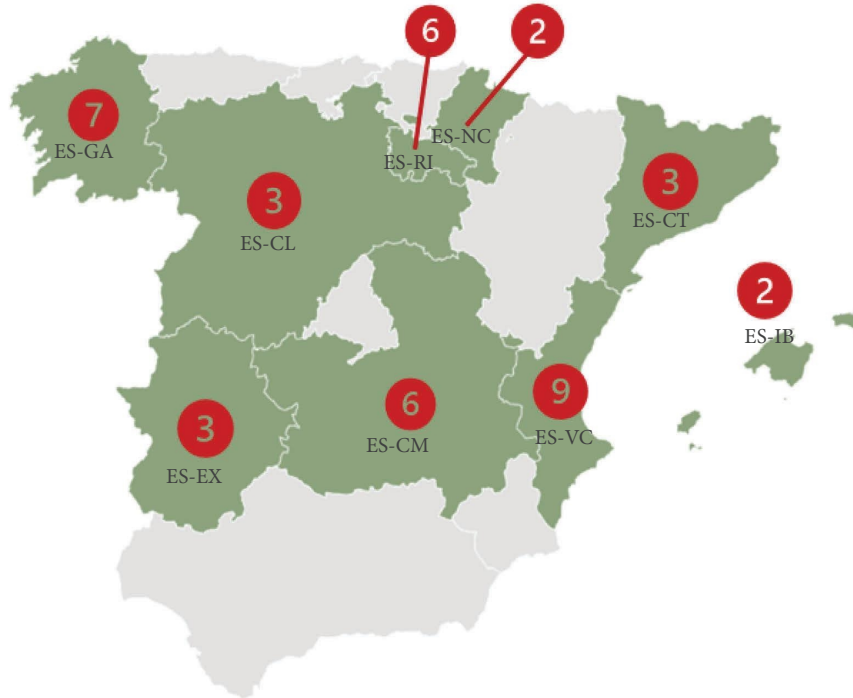 6
2
7
ES-GA
ES-NC
ES-RI
3
ES-CL
3
ES-CT
2
ES-IB
9
ES-VC
6
ES-CM
3
ES-EX